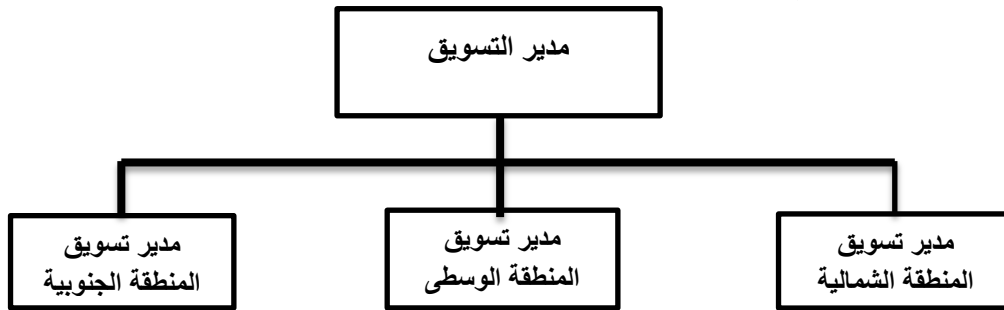 مدير التسويق
مدير تسويق
المنطقة الشمالية
مدير تسويق
المنطقة الوسطى
مدير تسويق
المنطقة الجنوبية